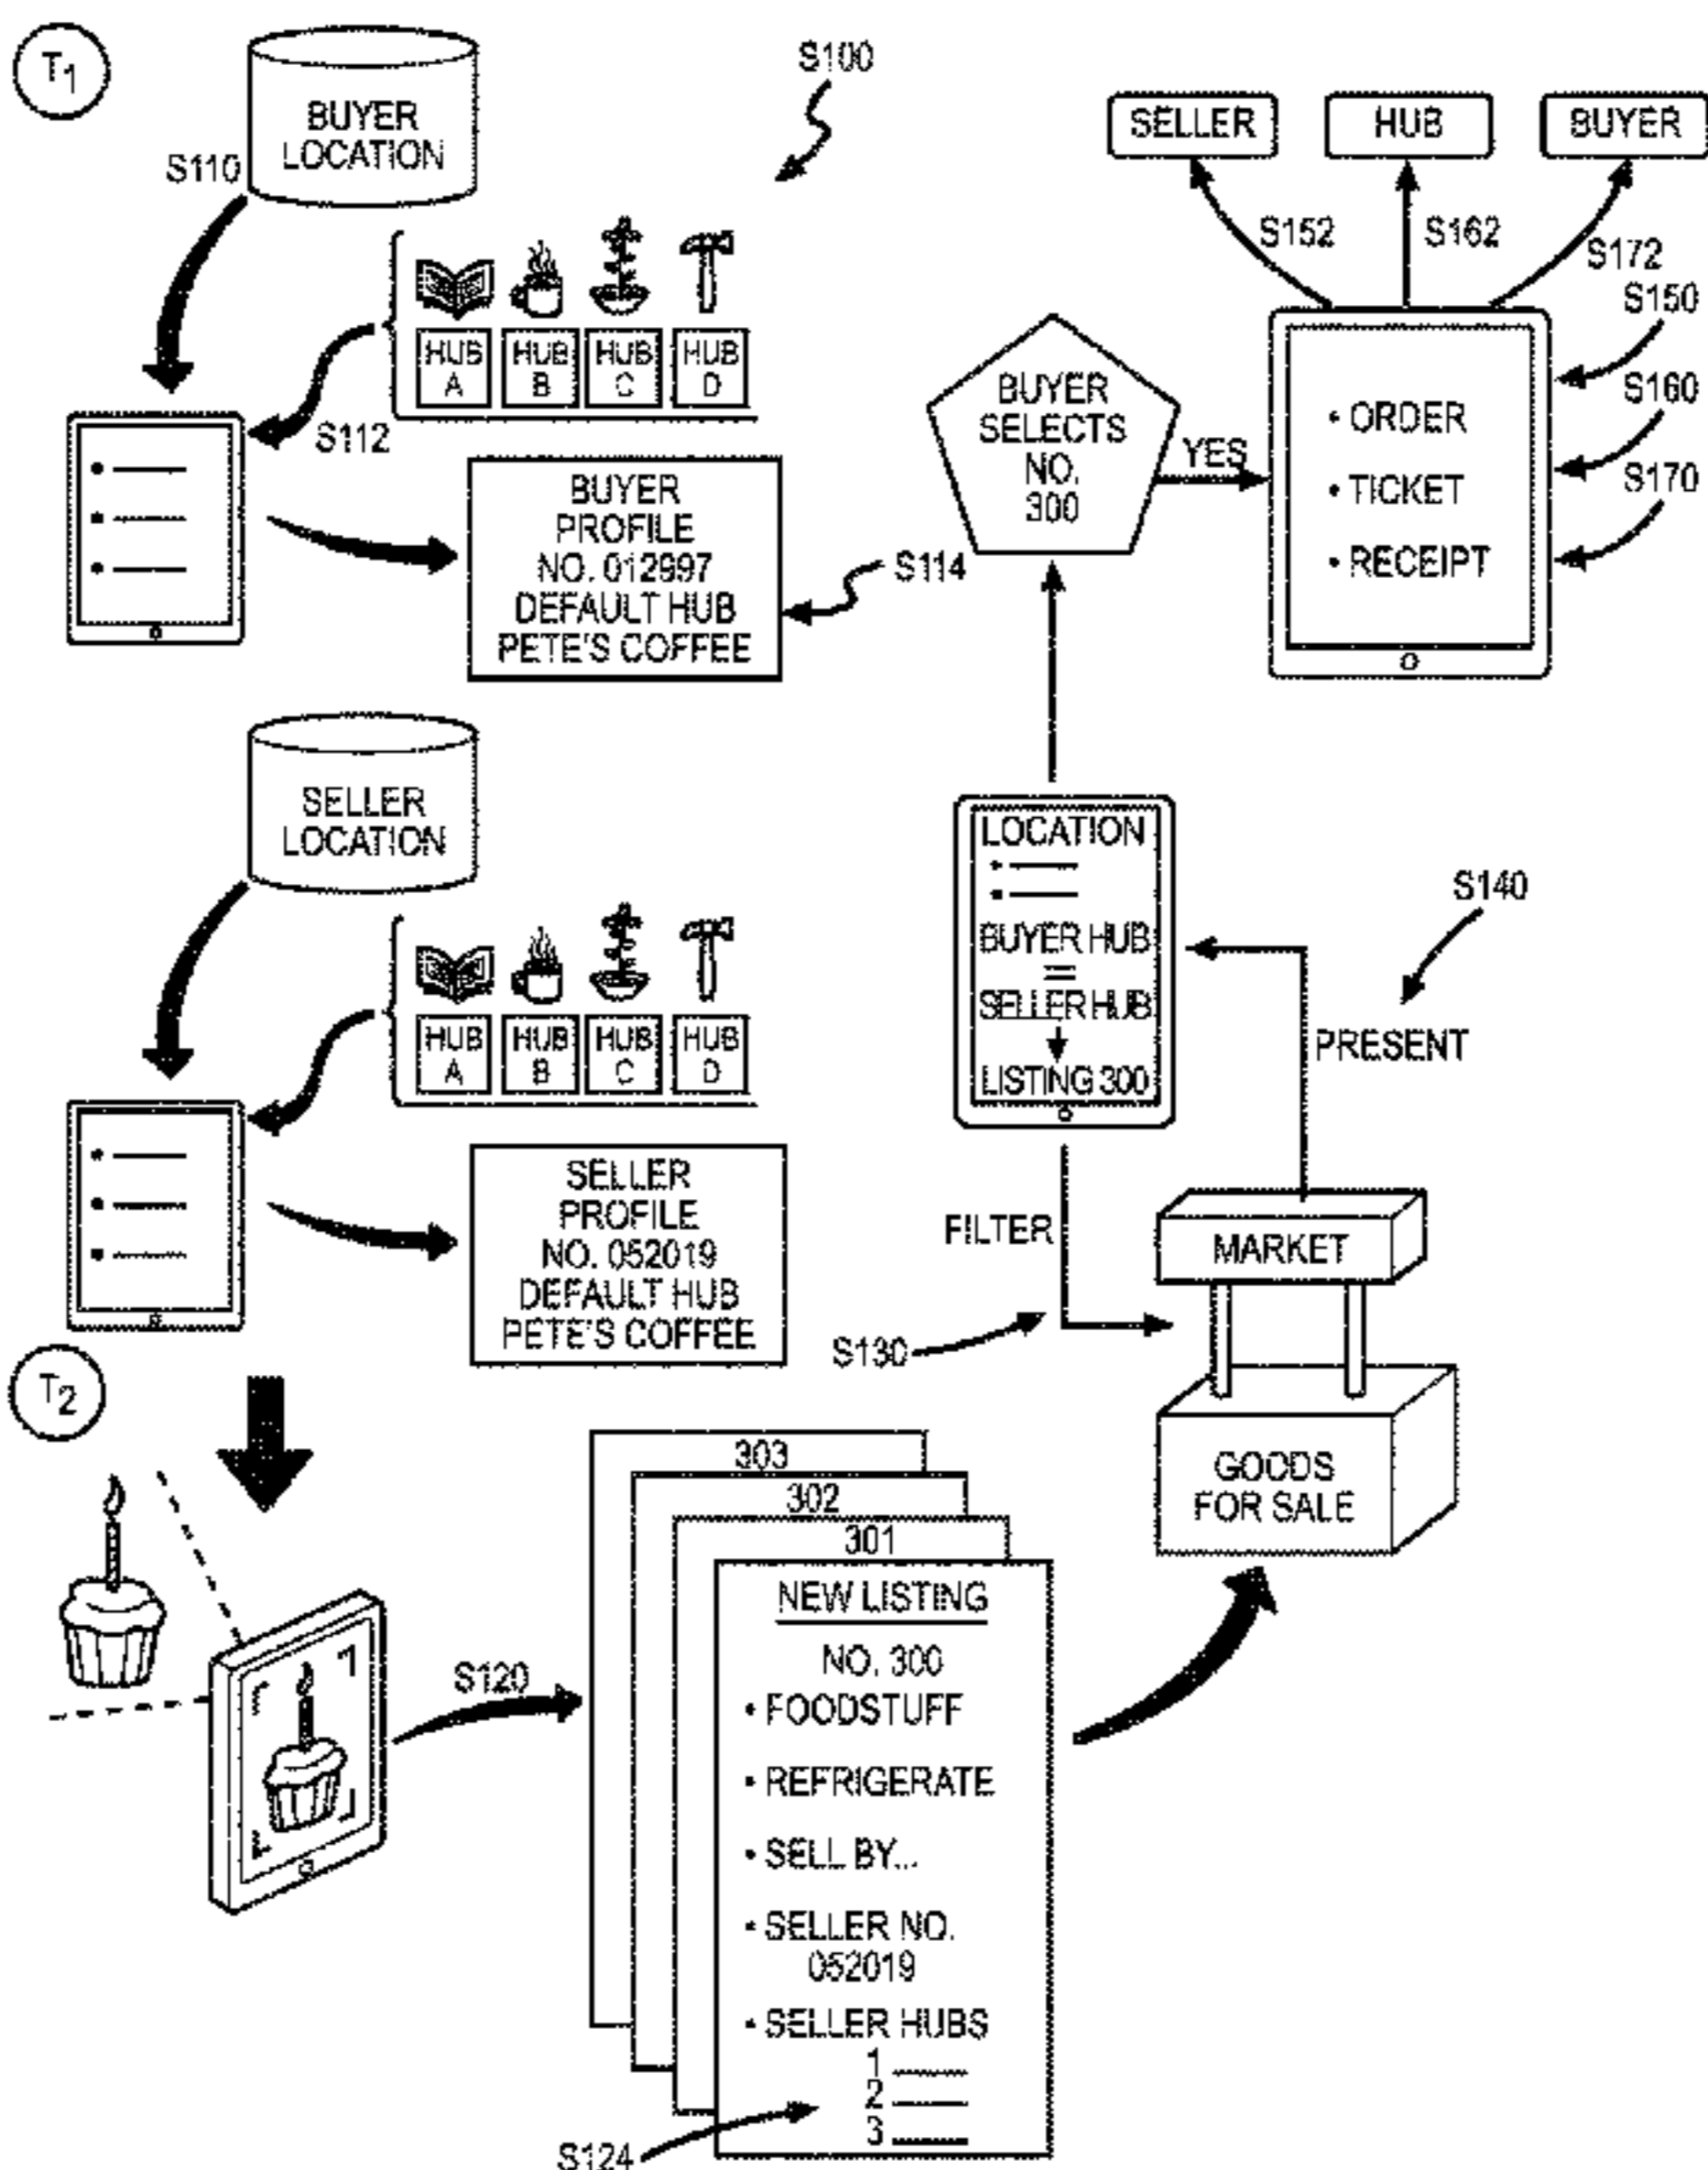 T1
BUYER
LOCATION
S110
S100
HUB
A
HUB
B
HUB
C
HUB
D
S112
BUYER
PROFILE
NO. 012997
DEFAULT HUB
PETE'S COFFEE
S114
SELLER
LOCATION
HUB
A
HUB
B
HUB
C
HUB
D
SELLER
PROFILE
NO. 052019
DEFAULT HUB
PETE'S COFFEE
T2
S120
303
302
301
NEW LISTING
NO. 300
• FOODSTUFF
• REFRIGERATE
• SELL BY...
• SELLER NO.
052019
• SELLER HUBS
1
2
3
S124
GOODS
FOR SALE
MARKET
S130
FILTER
PRESENT
S140
LOCATION
BUYER HUB
=
SELLER HUB
LISTING 300
BUYER
SELECTS
NO.
300
YES
• ORDER
• TICKET
• RECEIPT
S150
S160
S170
S152
S162
S172
SELLER
HUB
BUYER